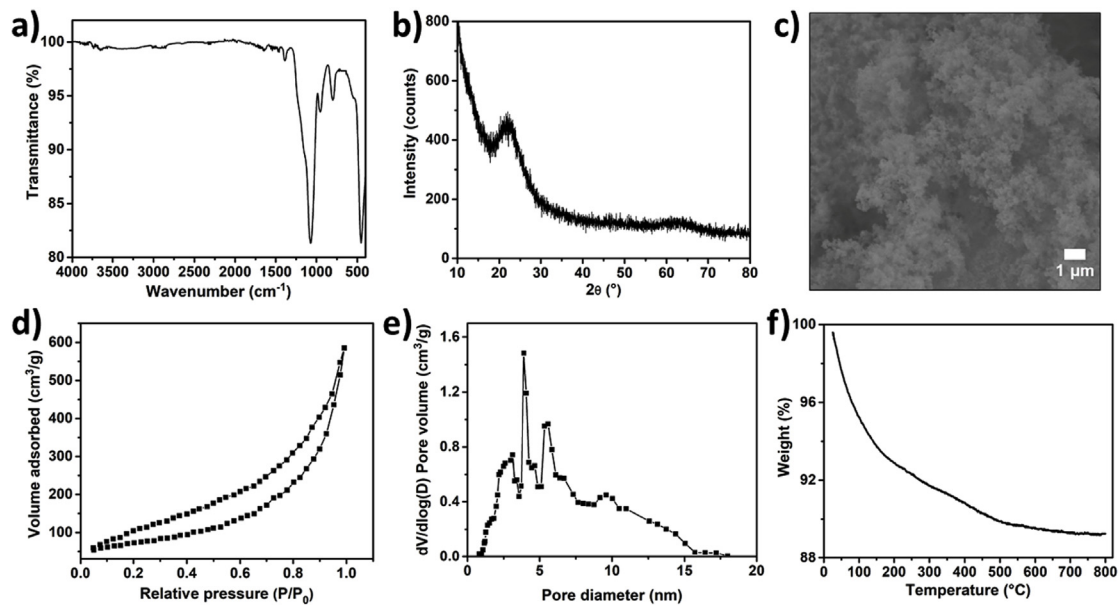 a)
100
95
90
85
80
Transmittance (%)
4000 3500 3000 2500 2000 1500 1000 500
Wavenumber (cm⁻¹)
b)
800
600
400
200
0
Intensity (counts)
10 20 30 40 50 60 70 80
2θ (°)
c)
1 μm
d)
600
500
400
300
200
100
0
Volume adsorbed (cm³/g)
0.0 0.2 0.4 0.6 0.8 1.0
Relative pressure (P/P₀)
e)
1.6
1.2
0.8
0.4
0.0
dV/dlog(D) Pore volume (cm³/g)
0 5 10 15 20
Pore diameter (nm)
f)
100
96
92
88
Weight (%)
0 100 200 300 400 500 600 700 800
Temperature (°C)